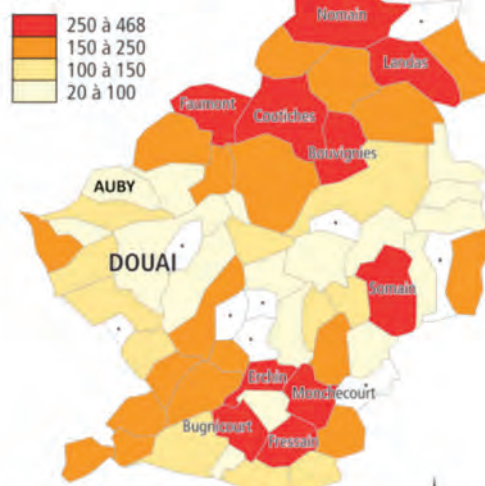 250 à 468
150 à 250
100 à 150
20 à 100
Nomain
Landas
Faumont
Coutiches
Bouvignies
AUBY
DOUAI
Somain
Erchin
Monchecourt
Bugnicourt
Fressain